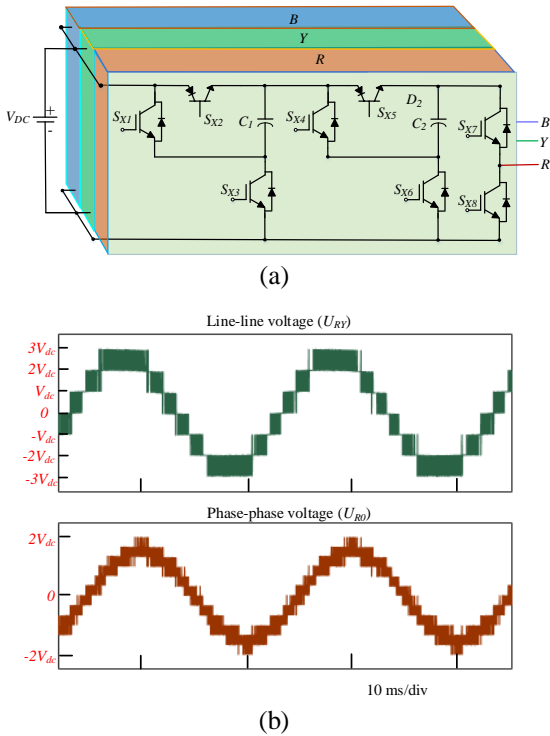 B
Y
R
V_DC
+
-
S_X1
S_X2
C_1
S_X4
S_X5
D_2
C_2
S_X7
S_X3
S_X6
S_X8
B
Y
R
(a)
Line-line voltage (U_RY)
3V_dc
2V_dc
V_dc
0
-V_dc
-2V_dc
-3V_dc
Phase-phase voltage (U_R0)
2V_dc
0
-2V_dc
10 ms/div
(b)